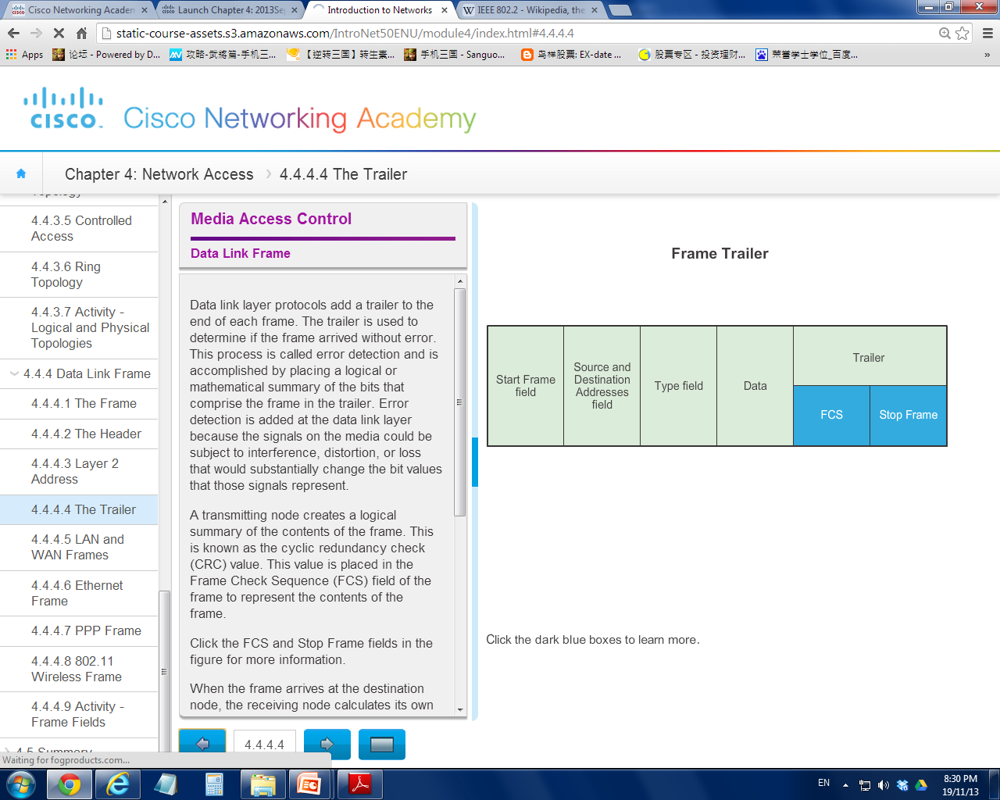 Cisco Networking Academ
Launch Chapter 4: 2013Se
Introduction to Networks
IEEE 802.2 - Wikipedia, the
static-course-assets.s3.amazonaws.com/IntroNet50ENU/module4/index.html#4.4.4.4
Apps
论坛 - Powered by D...
攻略-武將篇-手机三...
【逆转三国】转生素...
手机三国 - Sanguo...
鸟样股票: EX-date ...
股票专区 - 投资理财...
荣誉学士学位_百度...
»
cisco.
Cisco Networking Academy
Chapter 4: Network Access
4.4.4.4 The Trailer
Topology
4.4.3.5 Controlled
Access
4.4.3.6 Ring
Topology
4.4.3.7 Activity -
Logical and Physical
Topologies
4.4.4 Data Link Frame
4.4.4.1 The Frame
4.4.4.2 The Header
4.4.4.3 Layer 2
Address
4.4.4.4 The Trailer
4.4.4.5 LAN and
WAN Frames
4.4.4.6 Ethernet
Frame
4.4.4.7 PPP Frame
4.4.4.8 802.11
Wireless Frame
4.4.4.9 Activity -
Frame Fields
4.5 Summary
Media Access Control
Data Link Frame
Data link layer protocols add a trailer to the
end of each frame. The trailer is used to
determine if the frame arrived without error.
This process is called error detection and is
accomplished by placing a logical or
mathematical summary of the bits that
comprise the frame in the trailer. Error
detection is added at the data link layer
because the signals on the media could be
subject to interference, distortion, or loss
that would substantially change the bit values
that those signals represent.
A transmitting node creates a logical
summary of the contents of the frame. This
is known as the cyclic redundancy check
(CRC) value. This value is placed in the
Frame Check Sequence (FCS) field of the
frame to represent the contents of the
frame.
Click the FCS and Stop Frame fields in the
figure for more information.
When the frame arrives at the destination
node, the receiving node calculates its own
4.4.4.4
Frame Trailer
Start Frame
field
Source and
Destination
Addresses
field
Type field
Data
Trailer
FCS
Stop Frame
Click the dark blue boxes to learn more.
Waiting for fogproducts.com...
EN
8:30 PM
19/11/13